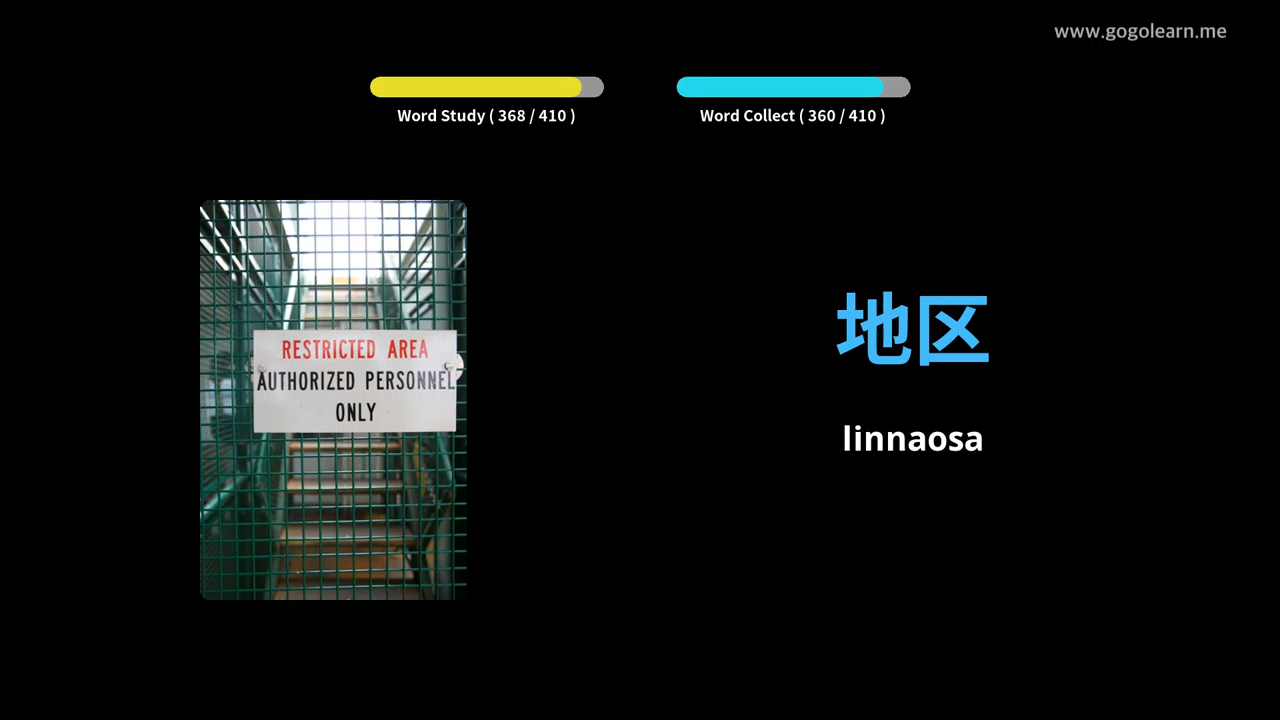 www.gogolearn.me
Word Study ( 368 / 410 )
Word Collect ( 360 / 410 )
RESTRICTED AREA
AUTHORIZED PERSONNEL
ONLY
地区
linnaosa